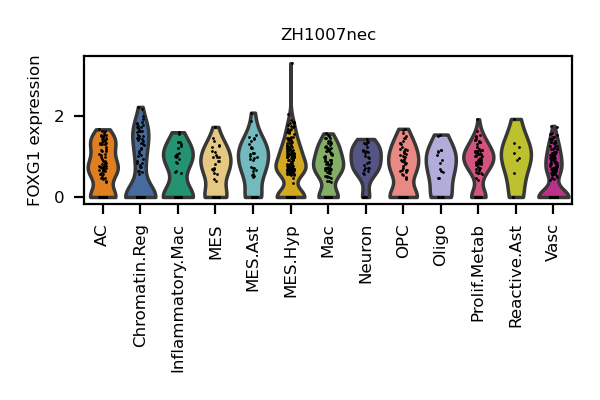 ZH1007nec
FOXG1 expression
2
0
AC
Chromatin.Reg
Inflammatory.Mac
MES
MES.Ast
MES.Hyp
Mac
Neuron
OPC
Oligo
Prolif.Metab
Reactive.Ast
Vasc